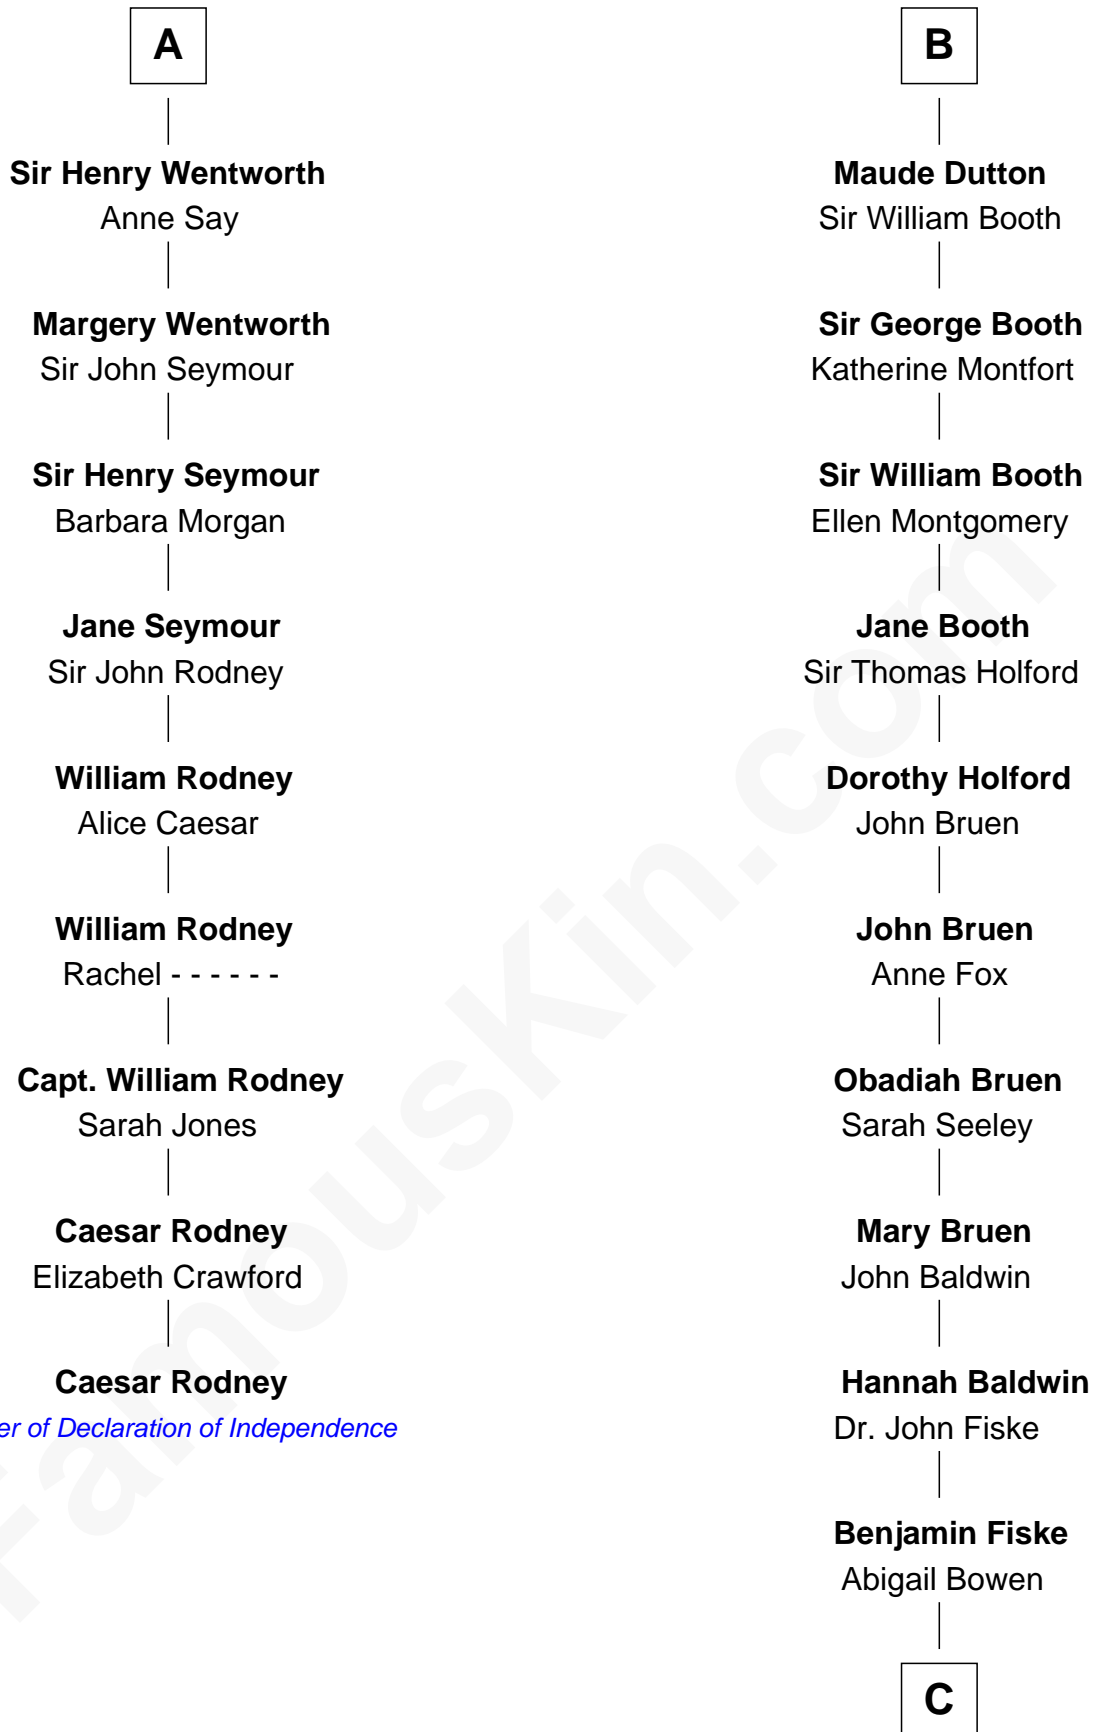 A
Sir Henry Wentworth
Anne Say
Margery Wentworth
Sir John Seymour
Sir Henry Seymour
Barbara Morgan
Jane Seymour
Sir John Rodney
William Rodney
Alice Caesar
William Rodney
Rachel - - - - - -
Capt. William Rodney
Sarah Jones
Caesar Rodney
Elizabeth Crawford
Caesar Rodney
er of Declaration of Independence
B
Maude Dutton
Sir William Booth
Sir George Booth
Katherine Montfort
Sir William Booth
Ellen Montgomery
Jane Booth
Sir Thomas Holford
Dorothy Holford
John Bruen
John Bruen
Anne Fox
Obadiah Bruen
Sarah Seeley
Mary Bruen
John Baldwin
Hannah Baldwin
Dr. John Fiske
Benjamin Fiske
Abigail Bowen
C
FamousKin.com